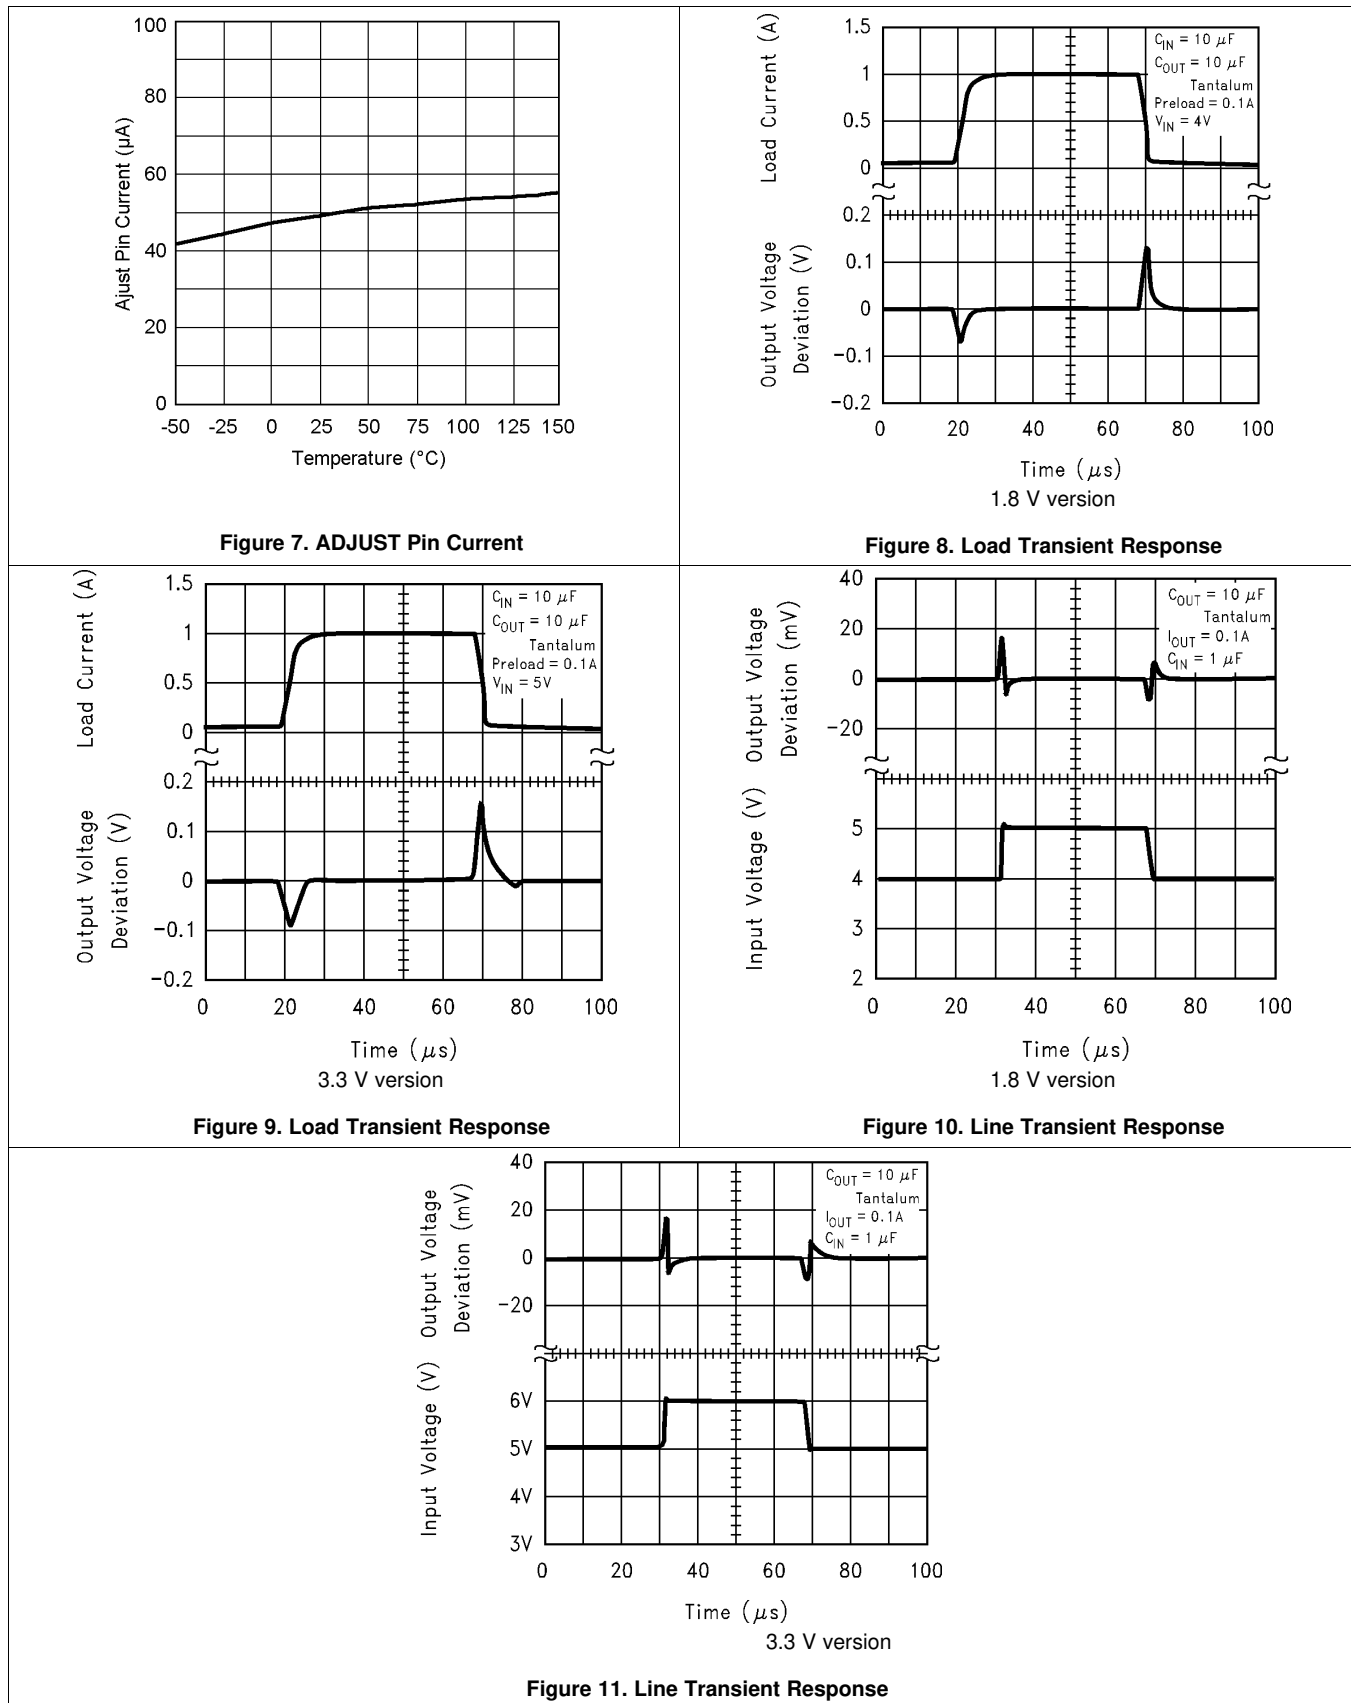 100
80
60
40
20
0
Ajust Pin Current (µA)
-50 -25 0 25 50 75 100 125 150
Temperature (°C)
Figure 7. ADJUST Pin Current
Load Current (A)
1.5
1
0.5
0
C_IN = 10 µF
C_OUT = 10 µF
Tantalum
Preload = 0.1A
V_IN = 4V
Output Voltage
Deviation (V)
0.2
0.1
0
−0.1
−0.2
0 20 40 60 80 100
Time (µs)
1.8 V version
Figure 8. Load Transient Response
Load Current (A)
1.5
1
0.5
0
C_IN = 10 µF
C_OUT = 10 µF
Tantalum
Preload = 0.1A
V_IN = 5V
Output Voltage
Deviation (V)
0.2
0.1
0
−0.1
−0.2
0 20 40 60 80 100
Time (µs)
3.3 V version
Figure 9. Load Transient Response
Output Voltage
Deviation (mV)
40
20
0
−20
C_OUT = 10 µF
Tantalum
I_OUT = 0.1A
C_IN = 1 µF
Input Voltage (V)
5
4
3
2
0 20 40 60 80 100
Time (µs)
1.8 V version
Figure 10. Line Transient Response
Output Voltage
Deviation (mV)
40
20
0
−20
C_OUT = 10 µF
Tantalum
I_OUT = 0.1A
C_IN = 1 µF
Input Voltage (V)
6V
5V
4V
3V
0 20 40 60 80 100
Time (µs)
3.3 V version
Figure 11. Line Transient Response